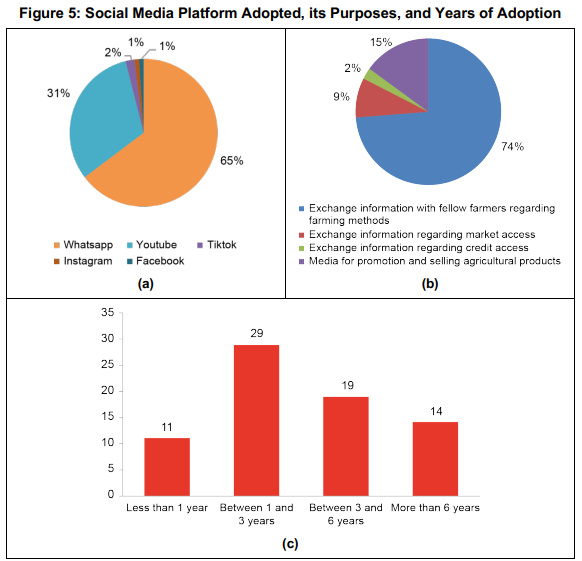 Figure 5: Social Media Platform Adopted, its Purposes, and Years of Adoption
1%
1%
2%
31%
65%
Whatsapp Youtube Tiktok
Instagram Facebook
(a)
15%
2%
9%
74%
Exchange information with fellow farmers regarding
farming methods
Exchange information regarding market access
Exchange information regarding credit access
Media for promotion and selling agricultural products
(b)
35
30
25
20
15
10
5
0
11
29
19
14
Less than 1 year
Between 1 and
3 years
Between 3 and
6 years
More than 6 years
(c)